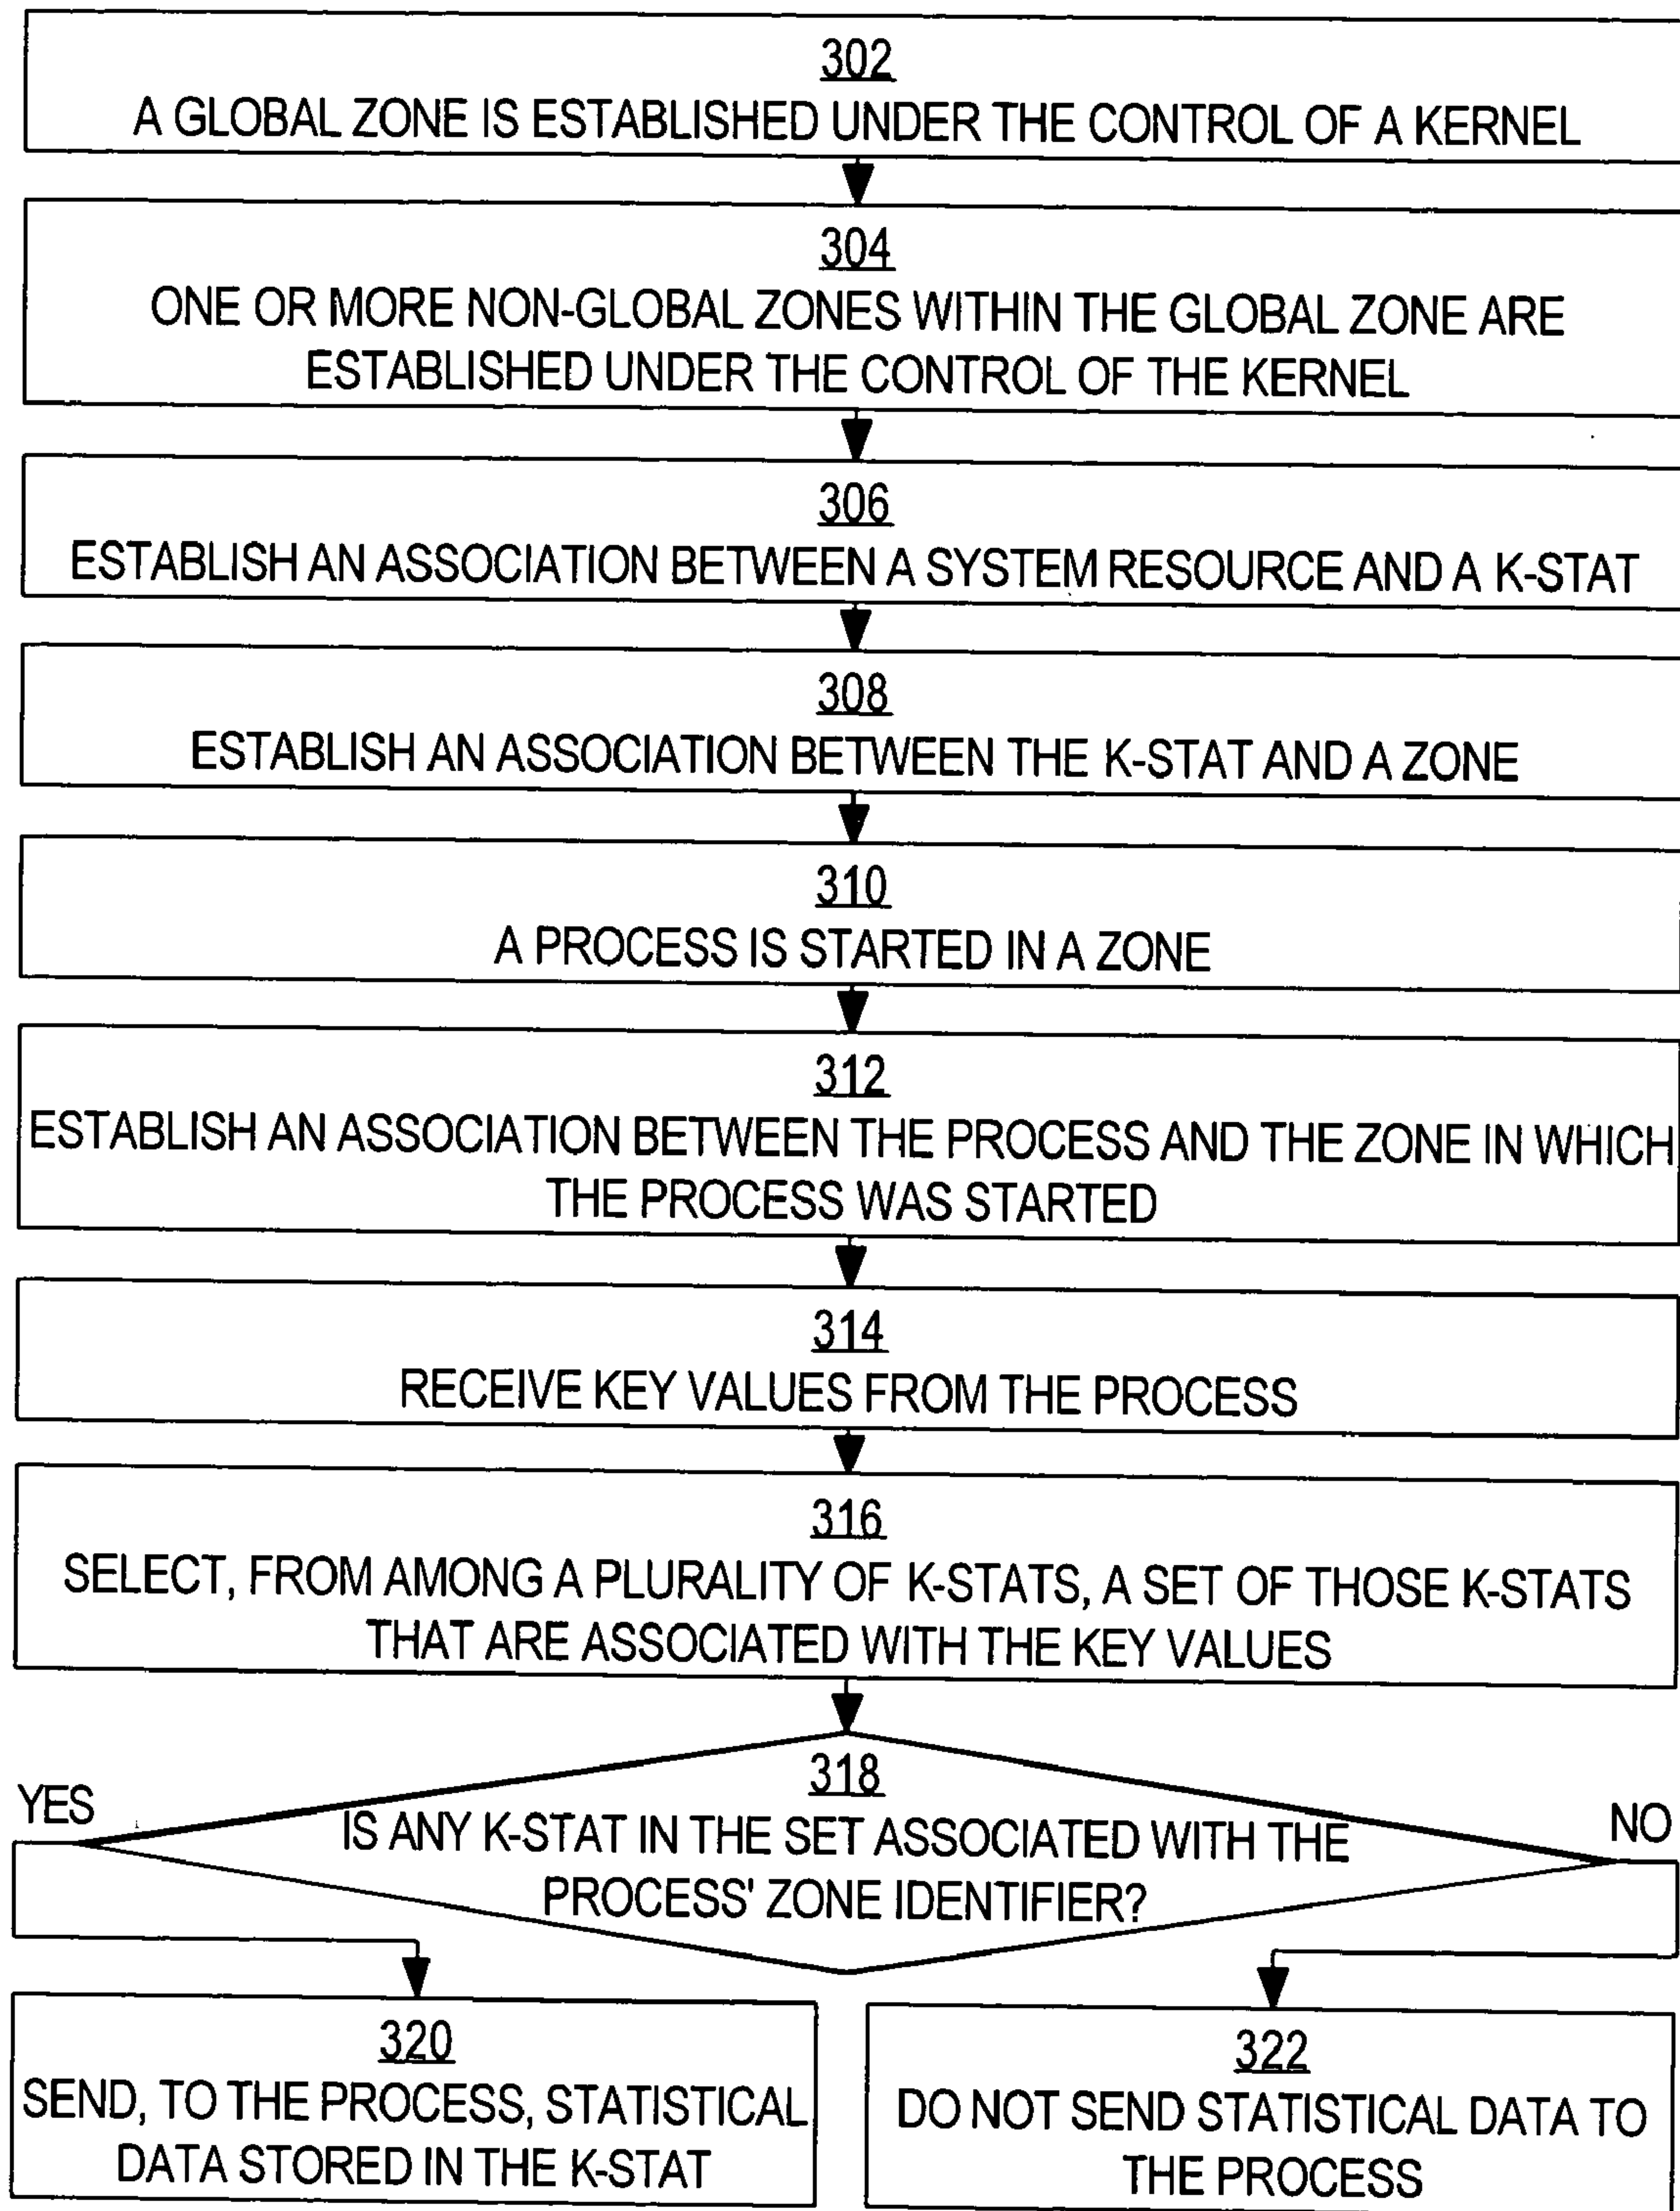 302
A GLOBAL ZONE IS ESTABLISHED UNDER THE CONTROL OF A KERNEL
304
ONE OR MORE NON-GLOBAL ZONES WITHIN THE GLOBAL ZONE ARE
ESTABLISHED UNDER THE CONTROL OF THE KERNEL
306
ESTABLISH AN ASSOCIATION BETWEEN A SYSTEM RESOURCE AND A K-STAT
308
ESTABLISH AN ASSOCIATION BETWEEN THE K-STAT AND A ZONE
310
A PROCESS IS STARTED IN A ZONE
312
ESTABLISH AN ASSOCIATION BETWEEN THE PROCESS AND THE ZONE IN WHICH
THE PROCESS WAS STARTED
314
RECEIVE KEY VALUES FROM THE PROCESS
316
SELECT, FROM AMONG A PLURALITY OF K-STATS, A SET OF THOSE K-STATS
THAT ARE ASSOCIATED WITH THE KEY VALUES
318
YES
IS ANY K-STAT IN THE SET ASSOCIATED WITH THE
PROCESS' ZONE IDENTIFIER?
NO
320
SEND, TO THE PROCESS, STATISTICAL
DATA STORED IN THE K-STAT
322
DO NOT SEND STATISTICAL DATA TO
THE PROCESS